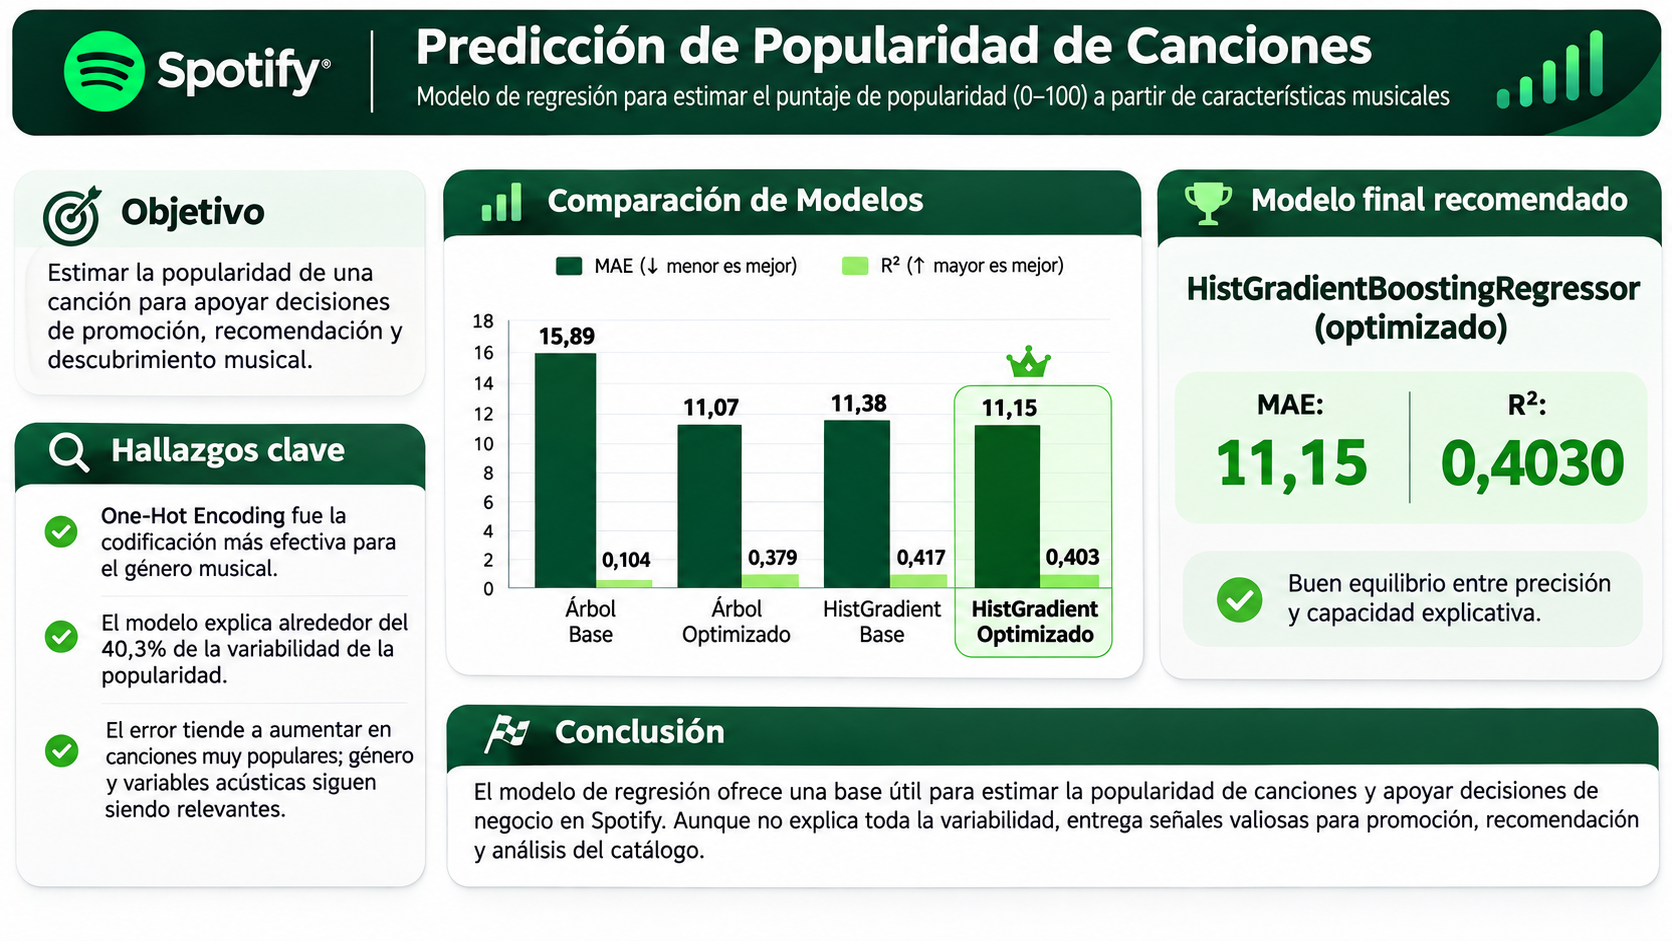 Spotify®
Predicción de Popularidad de Canciones
Modelo de regresión para estimar el puntaje de popularidad (0–100) a partir de características musicales
Objetivo
Estimar la popularidad de una
canción para apoyar decisiones
de promoción, recomendación y
descubrimiento musical.
Hallazgos clave
One-Hot Encoding fue la
codificación más efectiva para
el género musical.
El modelo explica alrededor del
40,3% de la variabilidad de la
popularidad.
El error tiende a aumentar en
canciones muy populares; género
y variables acústicas siguen
siendo relevantes.
Comparación de Modelos
MAE (↓ menor es mejor)
R² (↑ mayor es mejor)
18
16
14
12
10
8
6
4
2
0
15,89
0,104
11,07
0,379
11,38
0,417
11,15
0,403
Árbol
Base
Árbol
Optimizado
HistGradient
Base
HistGradient
Optimizado
Modelo final recomendado
HistGradientBoostingRegressor
(optimizado)
MAE:
11,15
R²:
0,4030
Buen equilibrio entre precisión
y capacidad explicativa.
Conclusión
El modelo de regresión ofrece una base útil para estimar la popularidad de canciones y apoyar decisiones de
negocio en Spotify. Aunque no explica toda la variabilidad, entrega señales valiosas para promoción, recomendación
y análisis del catálogo.